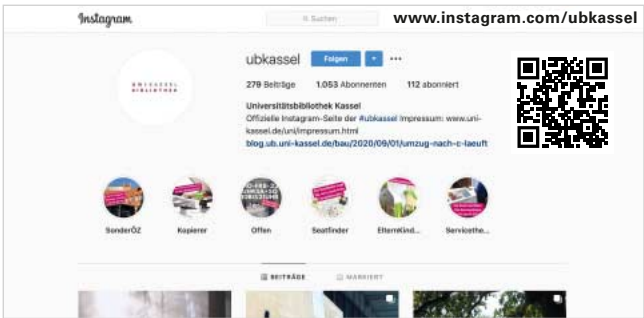 Instagram
Suchen
www.instagram.com/ubkassel
UNIKASSEL
BIBLIOTHEK
ubkassel Folgen
279 Beiträge 1.053 Abonnenten 112 abonniert
Universitätsbibliothek Kassel
Offizielle Instagram-Seite der #ubkassel Impressum: www.uni-
kassel.de/uni/impressum.html
blog.ub.uni-kassel.de/bau/2020/09/01/umzug-nach-c-laeuft
SonderÖZ Kopierer Offen Seatfinder ElternKind... Servicethe...
BEITRÄGE MARKIERT